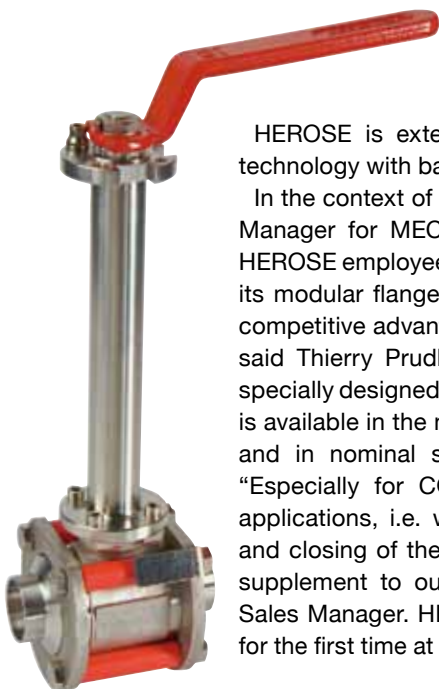 HEROSE is exte
technology with ba
In the context of
Manager for MEC
HEROSE employee
its modular flange
competitive advan
said Thierry Prudl
specially designed
is available in the r
and in nominal s
“Especially for CO
applications, i.e. w
and closing of the
supplement to ou
Sales Manager. HE
for the first time at